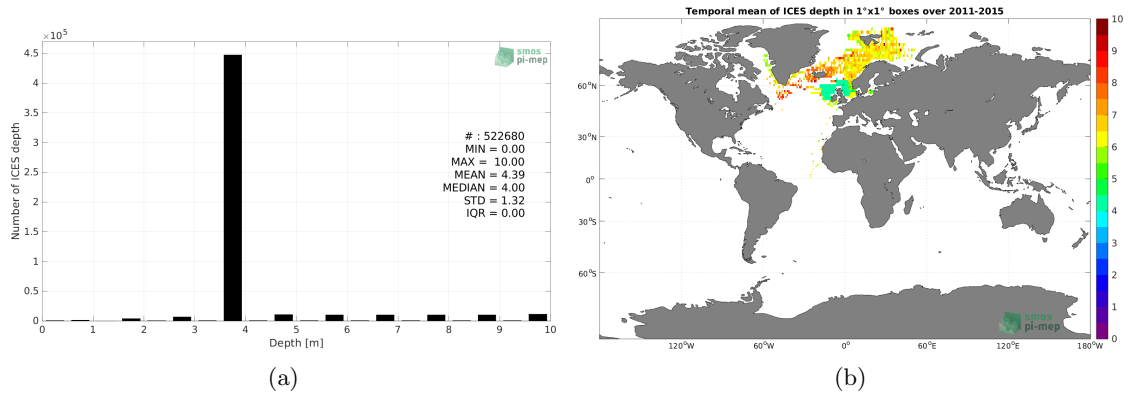 ×10⁵
4.5
4
3.5
3
2.5
2
1.5
1
0.5
0
Number of ICES depth
smos
pi-mep
# : 522680
MIN = 0.00
MAX = 10.00
MEAN = 4.39
MEDIAN = 4.00
STD = 1.32
IQR = 0.00
0 1 2 3 4 5 6 7 8 9 10
Depth [m]
(a)
Temporal mean of ICES depth in 1°x1° boxes over 2011-2015
60°N
30°N
0°
30°S
60°S
120°W 60°W 0° 60°E 120°E 180°W
smos
pi-mep
10
9
8
7
6
5
4
3
2
1
0
(b)